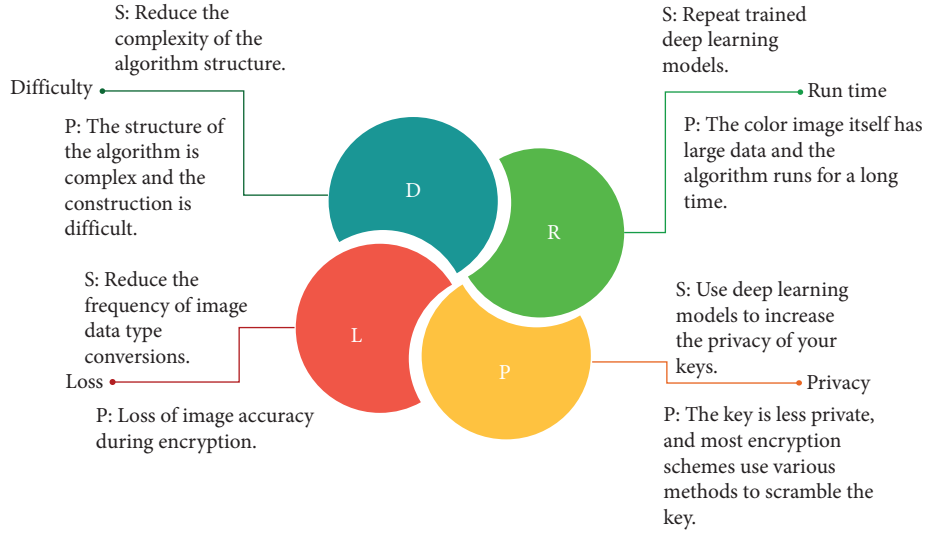 S: Reduce the
complexity of the
algorithm structure.
Difficulty
P: The structure of
the algorithm is
complex and the
construction is
difficult.
S: Repeat trained
deep learning
models.
Run time
P: The color image itself has
large data and the
algorithm runs for a long
time.
D
R
L
P
S: Reduce the
frequency of image
data type
conversions.
Loss
P: Loss of image accuracy
during encryption.
S: Use deep learning
models to increase
the privacy of your
keys.
Privacy
P: The key is less private,
and most encryption
schemes use various
methods to scramble the
key.